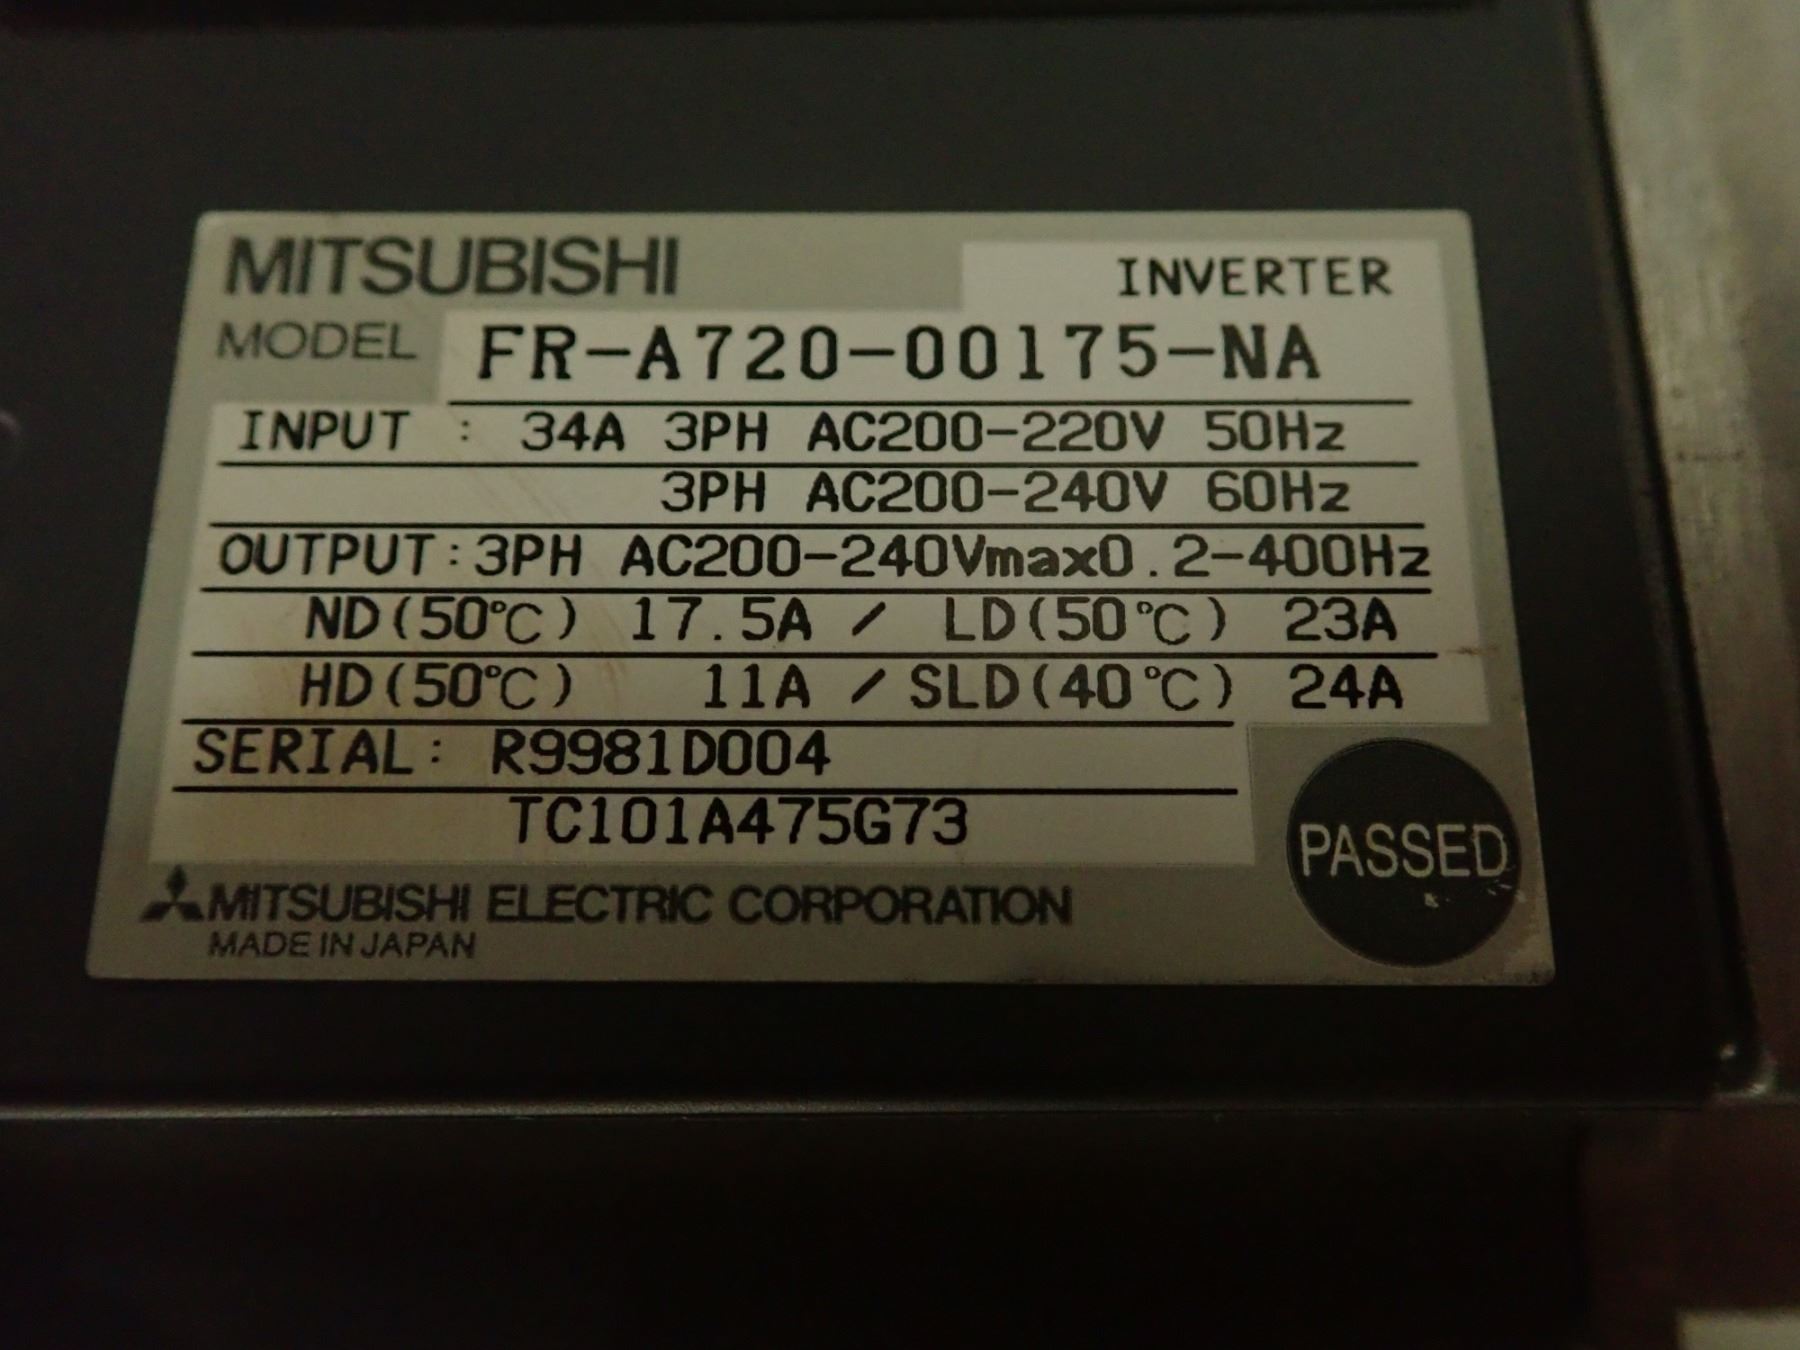 MITSUBISHI INVERTER
MODEL FR-A720-00175-NA
INPUT : 34A 3PH AC200-220V 50Hz
3PH AC200-240V 60Hz
OUTPUT:3PH AC200-240Vmax0.2-400Hz
ND(50℃) 17.5A / LD(50℃) 23A
HD(50℃) 11A / SLD(40℃) 24A
SERIAL: R9981D004
TC101A475G73
PASSED
MITSUBISHI ELECTRIC CORPORATION
MADE IN JAPAN